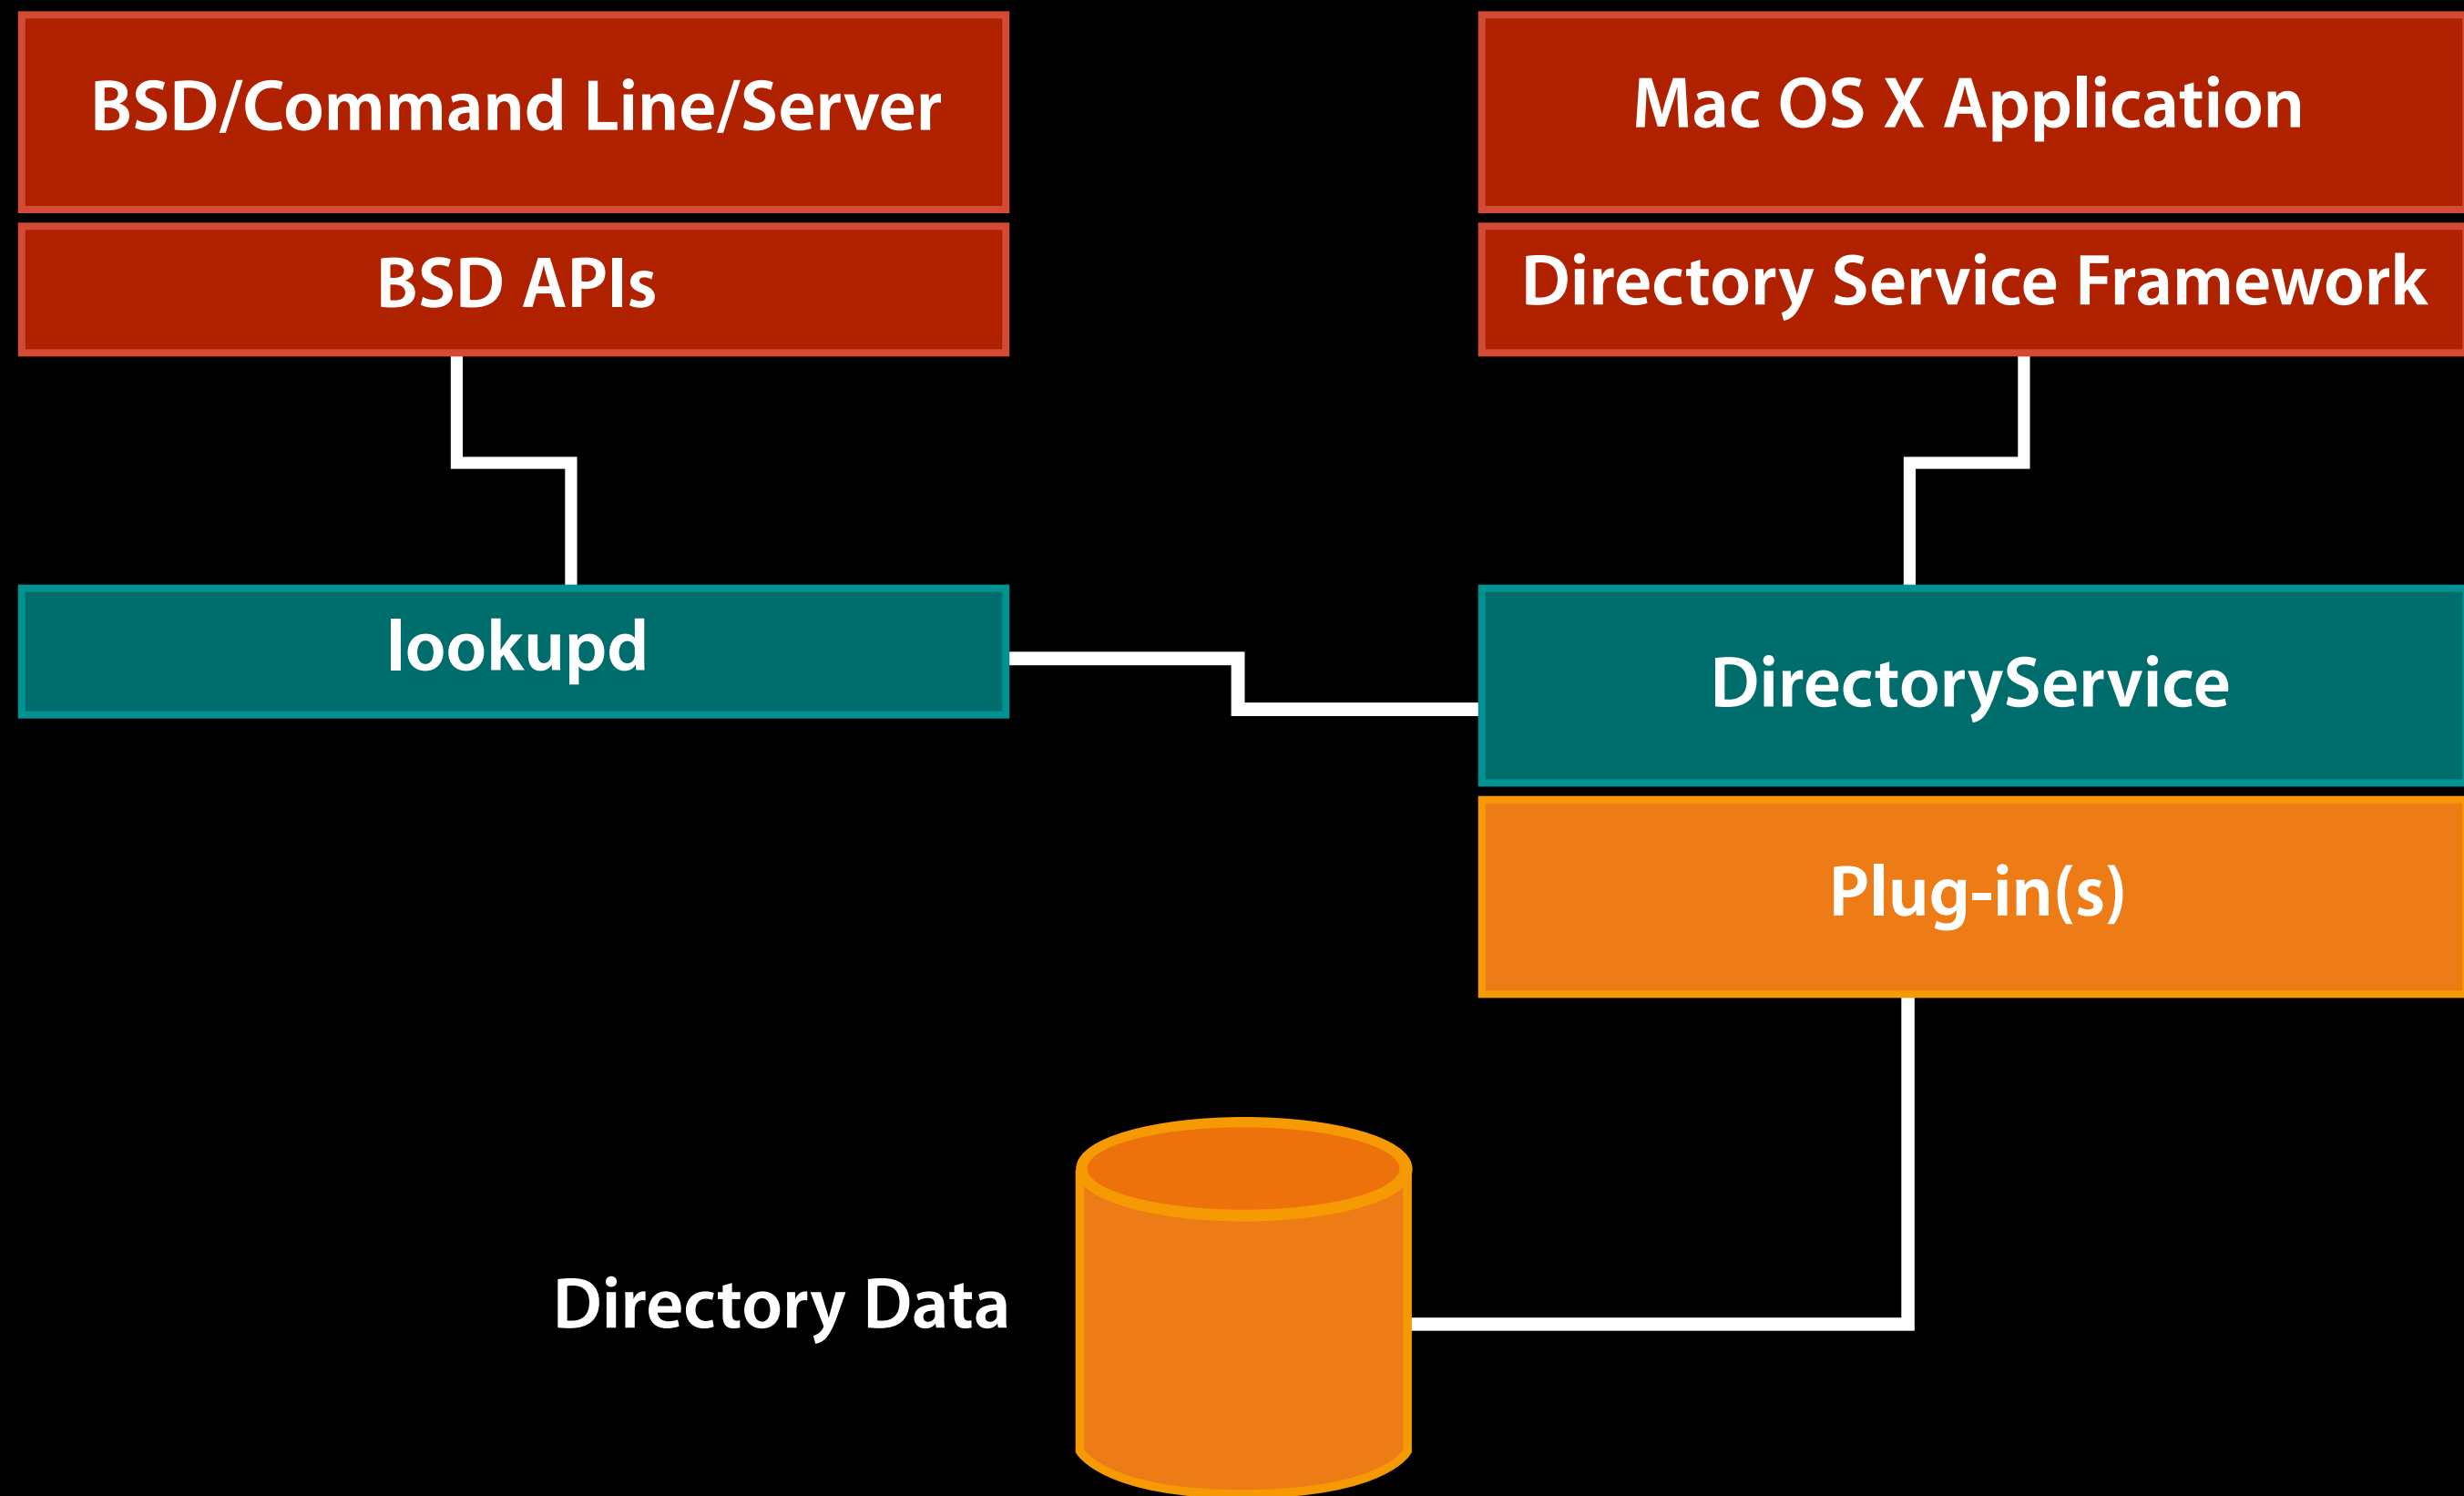 BSD/Command Line/Server
Mac OS X Application
BSD APIs
Directory Service Framework
lookupd
DirectoryService
Plug-in(s)
Directory Data